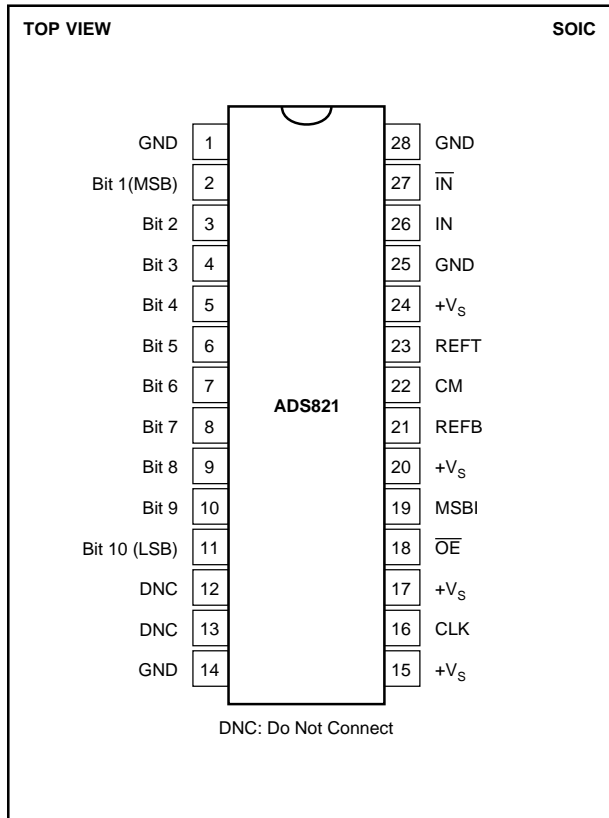 TOP VIEW SOIC
GND 1 28 GND
Bit 1(MSB) 2 27 I̅N̅
Bit 2 3 26 IN
Bit 3 4 25 GND
Bit 4 5 24 +VS
Bit 5 6 23 REFT
Bit 6 7 22 CM
ADS821
Bit 7 8 21 REFB
Bit 8 9 20 +VS
Bit 9 10 19 MSBI
Bit 10 (LSB) 11 18 O̅E̅
DNC 12 17 +VS
DNC 13 16 CLK
GND 14 15 +VS
DNC: Do Not Connect